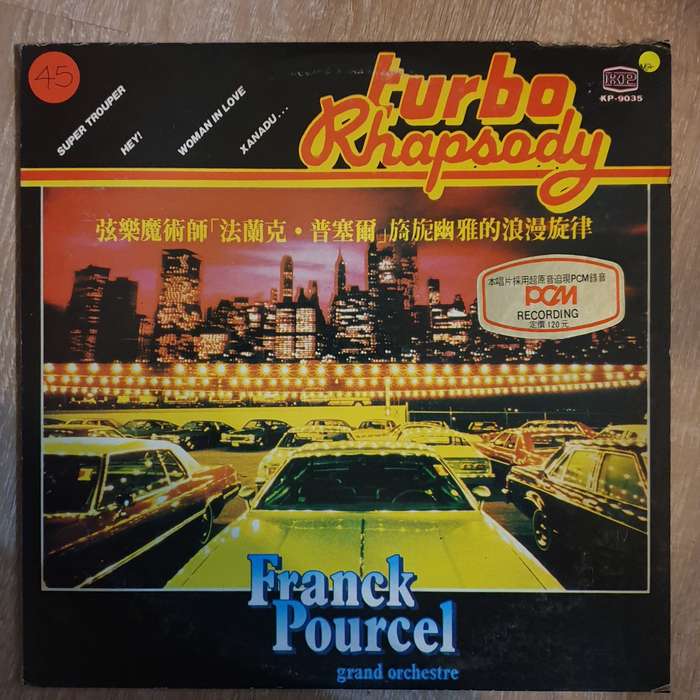 45
SUPER TROUPER
HEY!
WOMAN IN LOVE
XANADU...
turbo
Rhapsody
KP-9035
弦樂魔術師「法蘭克・普塞爾」旖旎幽雅的浪漫旋律
本唱片採用超原音迫現PCM錄音
PCM
RECORDING
定價120元
Franck
Pourcel
grand orchestre